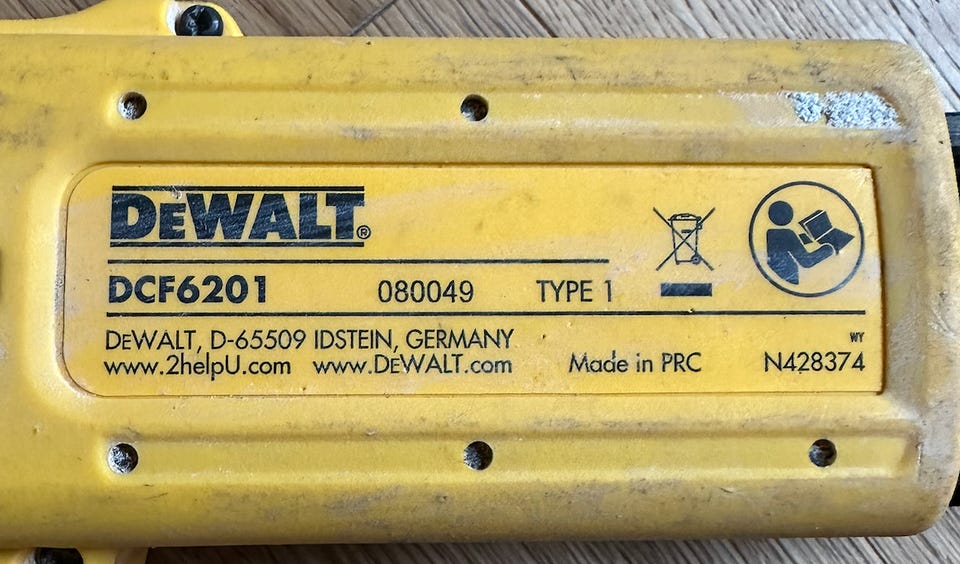 DEWALT®
DCF6201 080049 TYPE 1
DEWALT, D-65509 IDSTEIN, GERMANY
www.2helpU.com www.DEWALT.com Made in PRC
WY
N428374